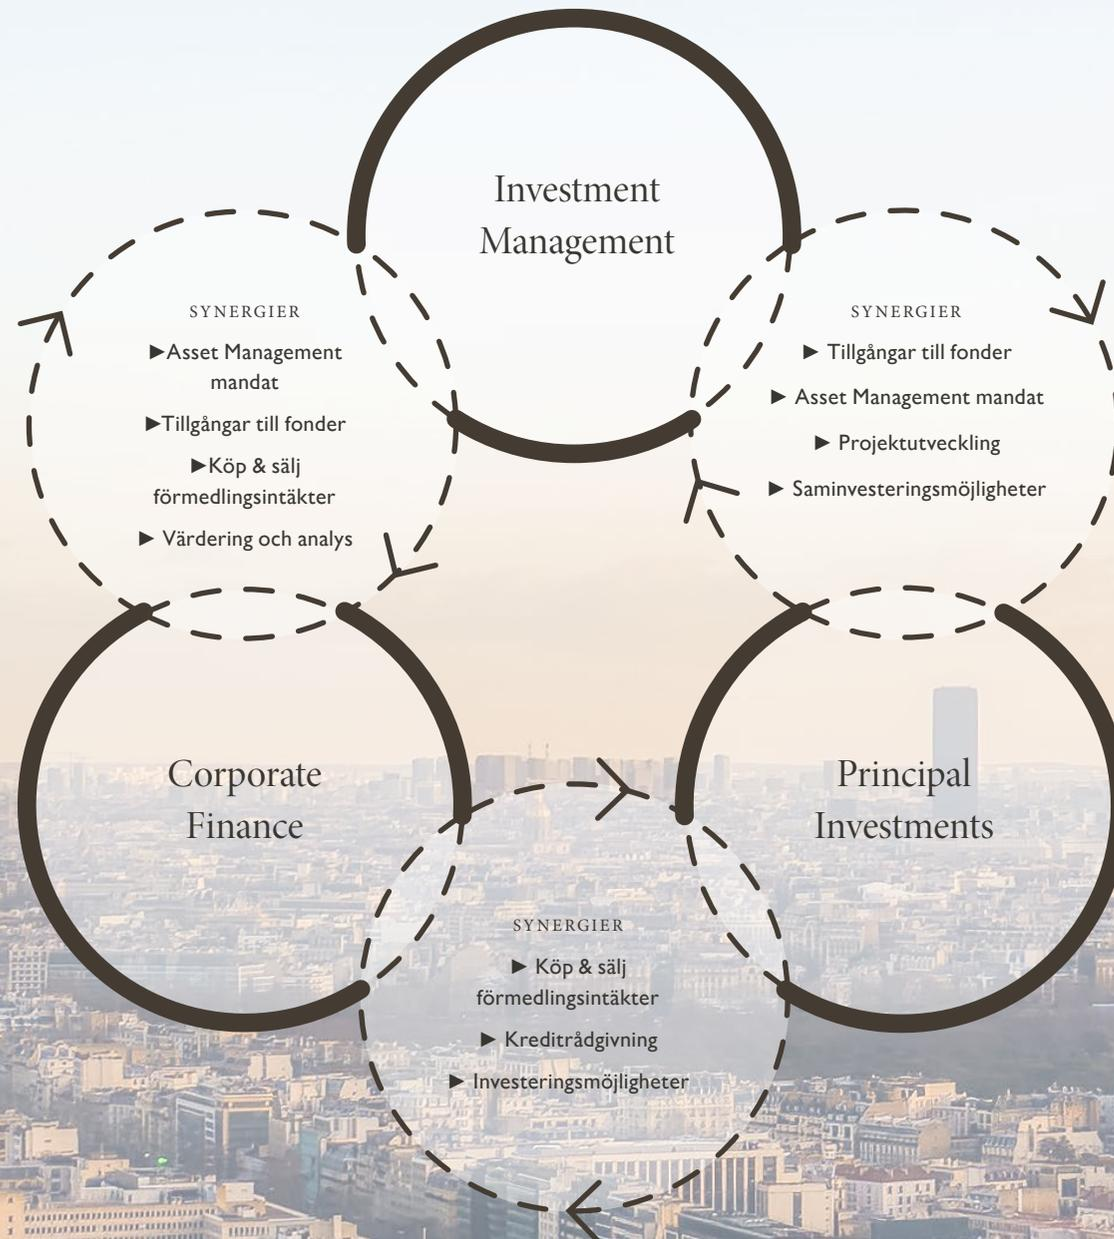 Investment
Management
SYNERGIER
►Asset Management
mandat
►Tillgångar till fonder
►Köp & sälj
förmedlingsintäkter
► Värdering och analys
SYNERGIER
► Tillgångar till fonder
► Asset Management mandat
► Projektutveckling
► Saminvesteringsmöjligheter
Corporate
Finance
Principal
Investments
SYNERGIER
► Köp & sälj
förmedlingsintäkter
► Kreditrådgivning
► Investeringsmöjligheter